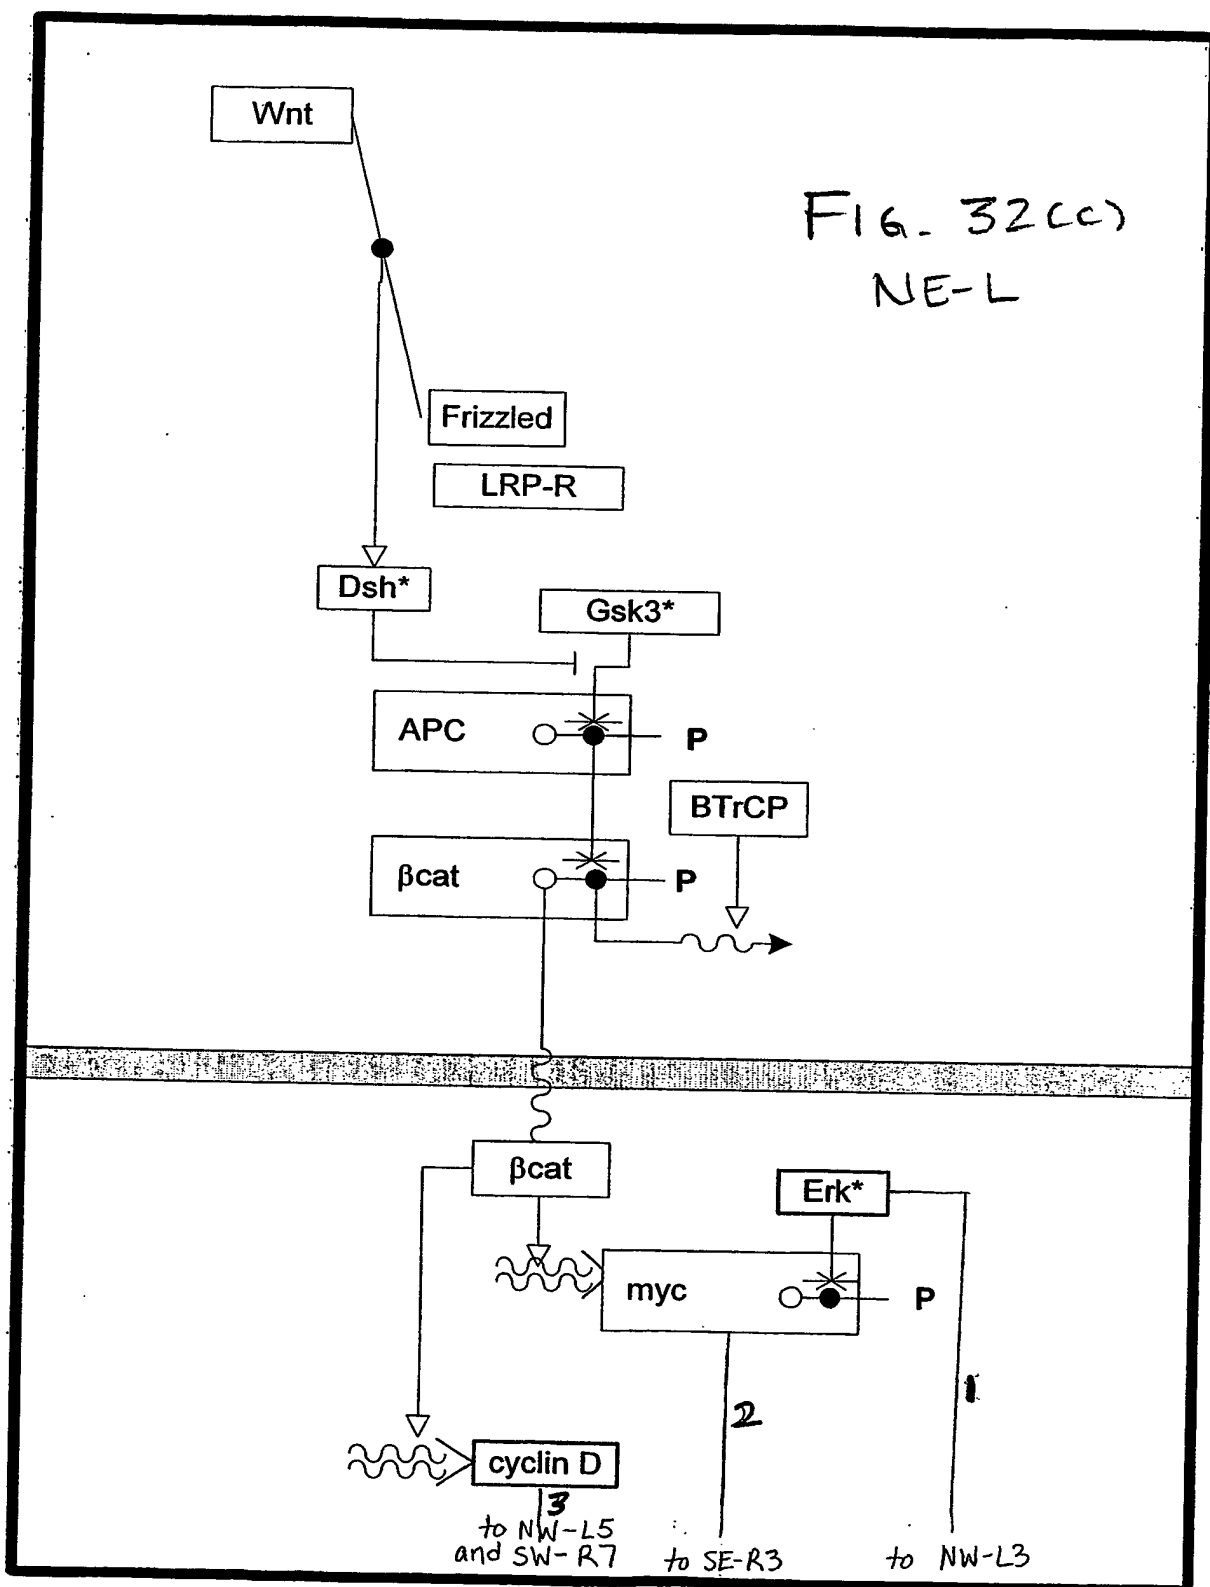 Wnt
FIG. 32(c)
NE-L
Frizzled
LRP-R
Dsh*
Gsk3*
APC
P
BTrCP
βcat
P
βcat
Erk*
myc
P
1
2
cyclin D
3
to NW-L5
and SW-R7
to SE-R3
to NW-L3